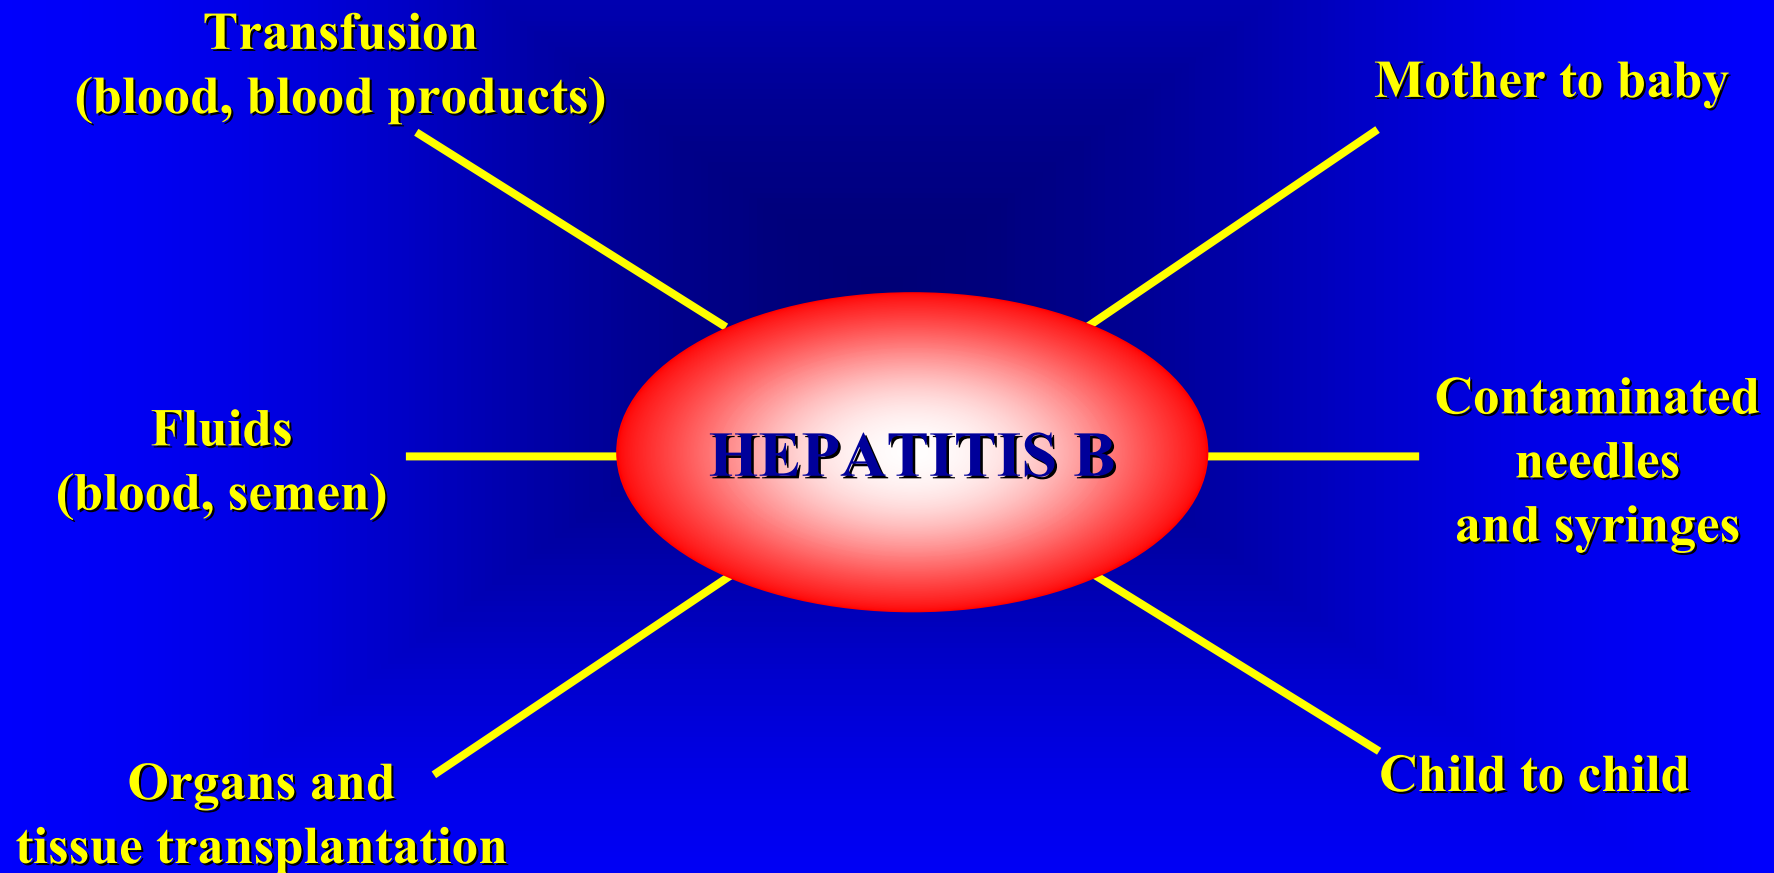 Transfusion
(blood, blood products)
Mother to baby
Fluids
(blood, semen)
HEPATITIS B
Contaminated
needles
and syringes
Organs and
tissue transplantation
Child to child